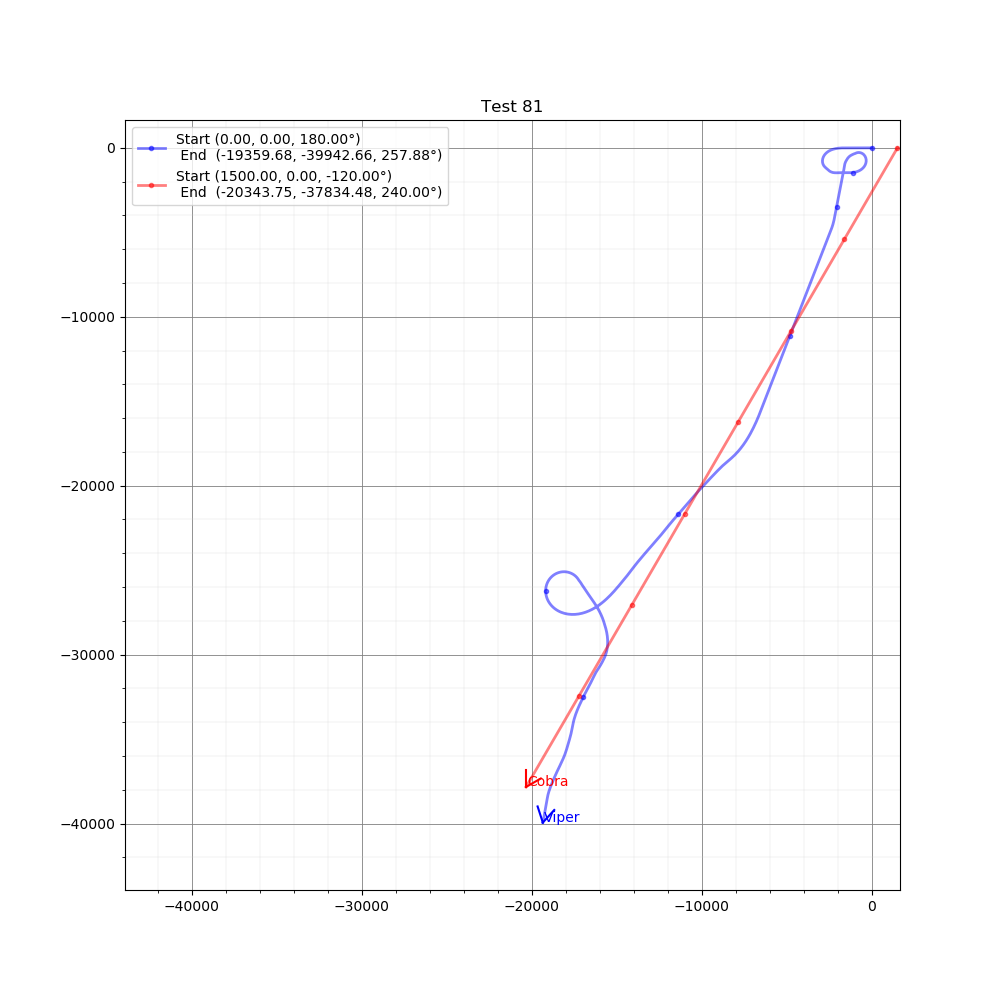 Test 81
Start (0.00, 0.00, 180.00°)
End (-19359.68, -39942.66, 257.88°)
Start (1500.00, 0.00, -120.00°)
End (-20343.75, -37834.48, 240.00°)
0
−10000
−20000
−30000
−40000
Cobra
Viper
−40000 −30000 −20000 −10000 0